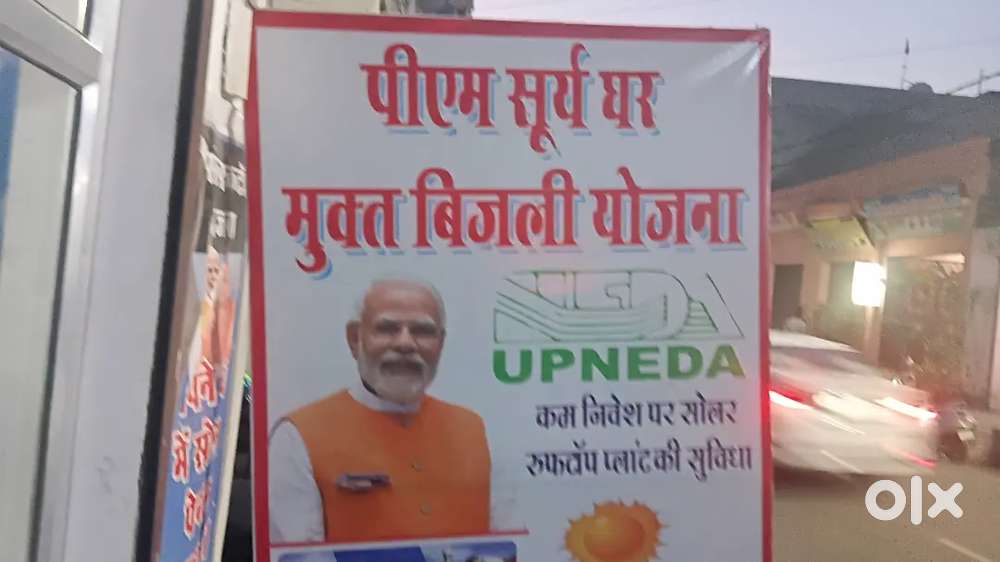 पीएम सूर्य घर
मुक्त बिजली योजना
UPNEDA
कम निवेश पर सोलर
रुफटॉप प्लांट की सुविधा
olx